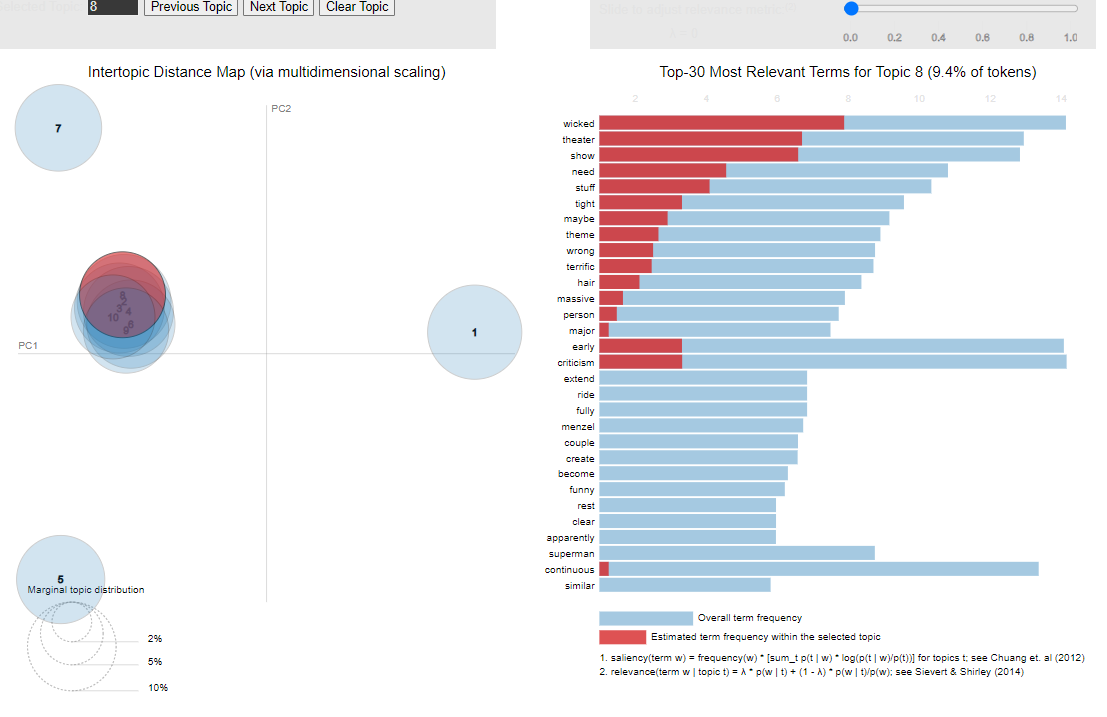 8 Previous Topic Next Topic Clear Topic
0.0 0.2 0.4 0.6 0.8 1.0
Intertopic Distance Map (via multidimensional scaling)
PC2
PC1
7
1
3
4
10
5
Marginal topic distribution
2%
5%
10%
Top-30 Most Relevant Terms for Topic 8 (9.4% of tokens)
2 4 6 8 10 12 14
wicked
theater
show
need
stuff
tight
maybe
theme
wrong
terrific
hair
massive
person
major
early
criticism
extend
ride
fully
menzel
couple
create
become
funny
rest
clear
apparently
superman
continuous
similar
Overall term frequency
Estimated term frequency within the selected topic
1. saliency(term w) = frequency(w) * [sum_t p(t | w) * log(p(t | w)/p(t))] for topics t; see Chuang et. al (2012)
2. relevance(term w | topic t) = λ * p(w | t) + (1 - λ) * p(w | t)/p(w); see Sievert & Shirley (2014)